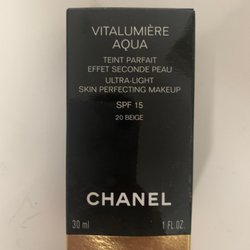 VITALUMIÈRE
AQUA
TEINT PARFAIT
EFFET SECONDE PEAU
ULTRA-LIGHT
SKIN PERFECTING MAKEUP
SPF 15
20 BEIGE
CHANEL
30 ml 1 FL.OZ.